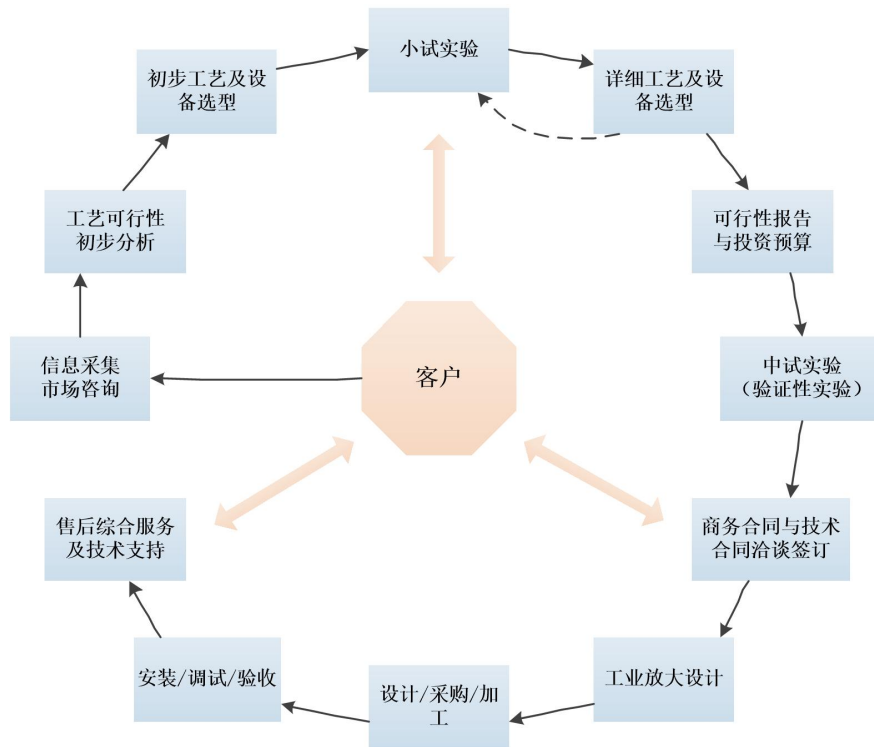 小试实验
初步工艺及设
备选型
详细工艺及设
备选型
工艺可行性
初步分析
可行性报告
与投资预算
信息采集
市场咨询
客户
中试实验
（验证性实验）
售后综合服务
及技术支持
商务合同与技术
合同洽谈签订
安装/调试/验收
设计/采购/加
工
工业放大设计